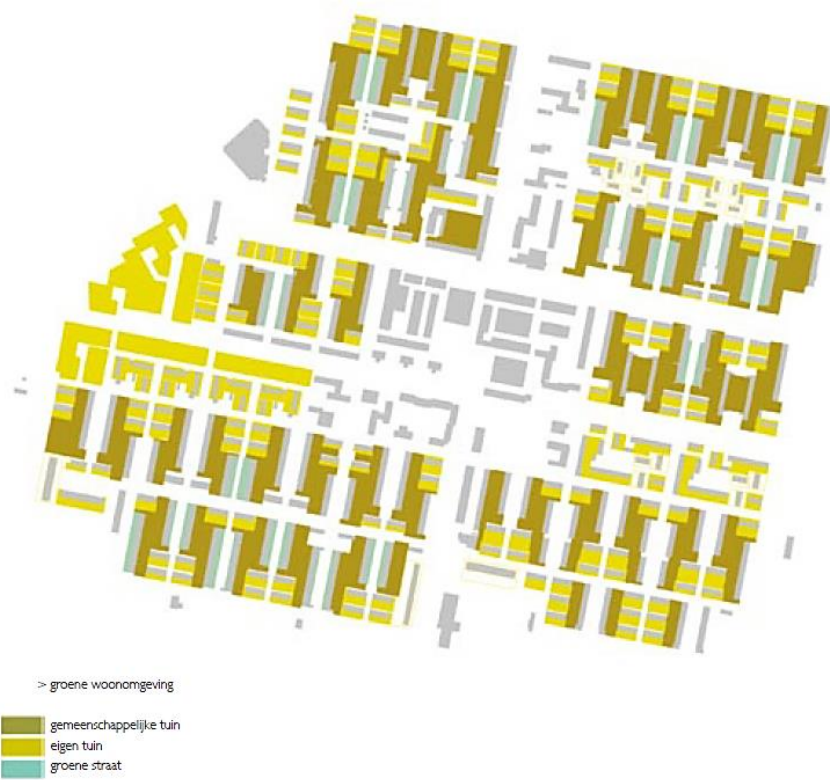 > groene woonomgeving
gemeenschappelijke tuin
eigen tuin
groene straat